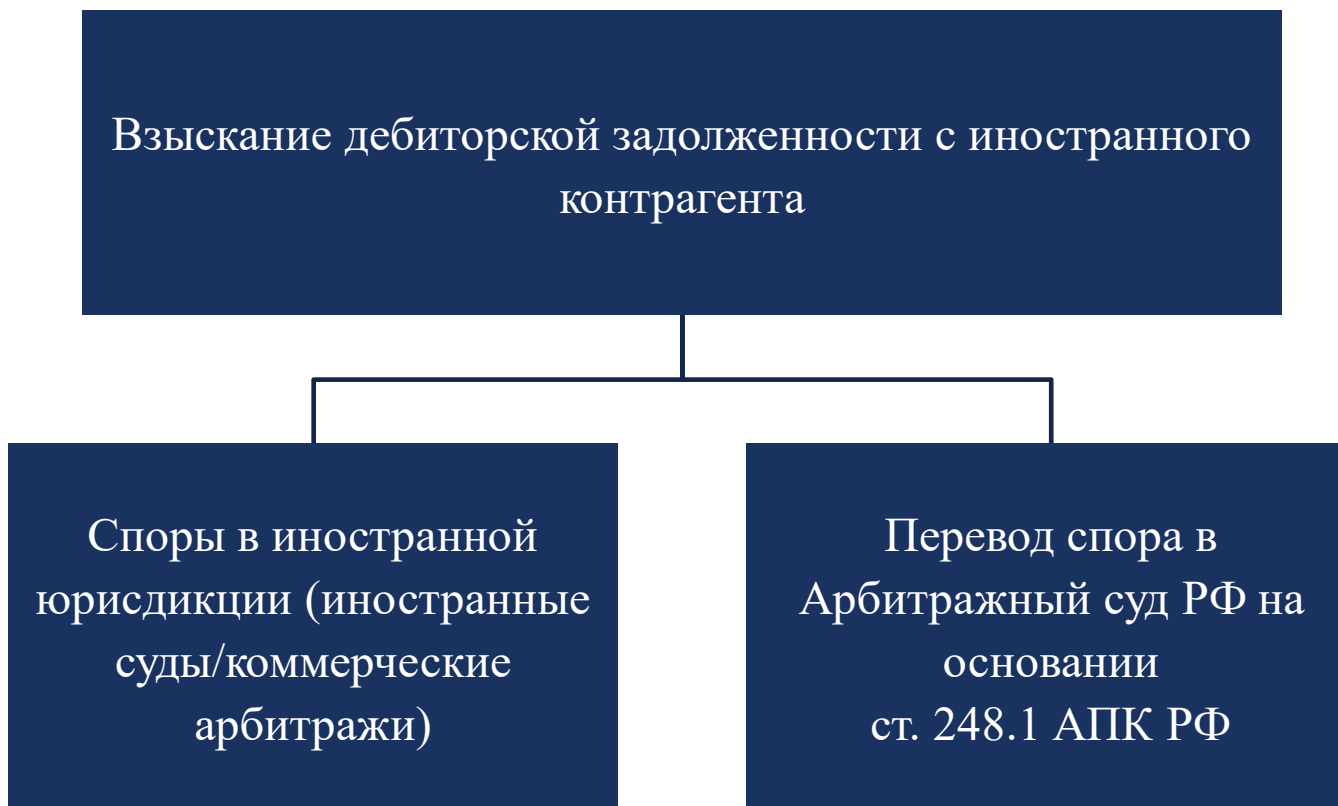 Взыскание дебиторской задолженности с иностранного
контрагента
Споры в иностранной
юрисдикции (иностранные
суды/коммерческие
арбитражи)
Перевод спора в
Арбитражный суд РФ на
основании
ст. 248.1 АПК РФ